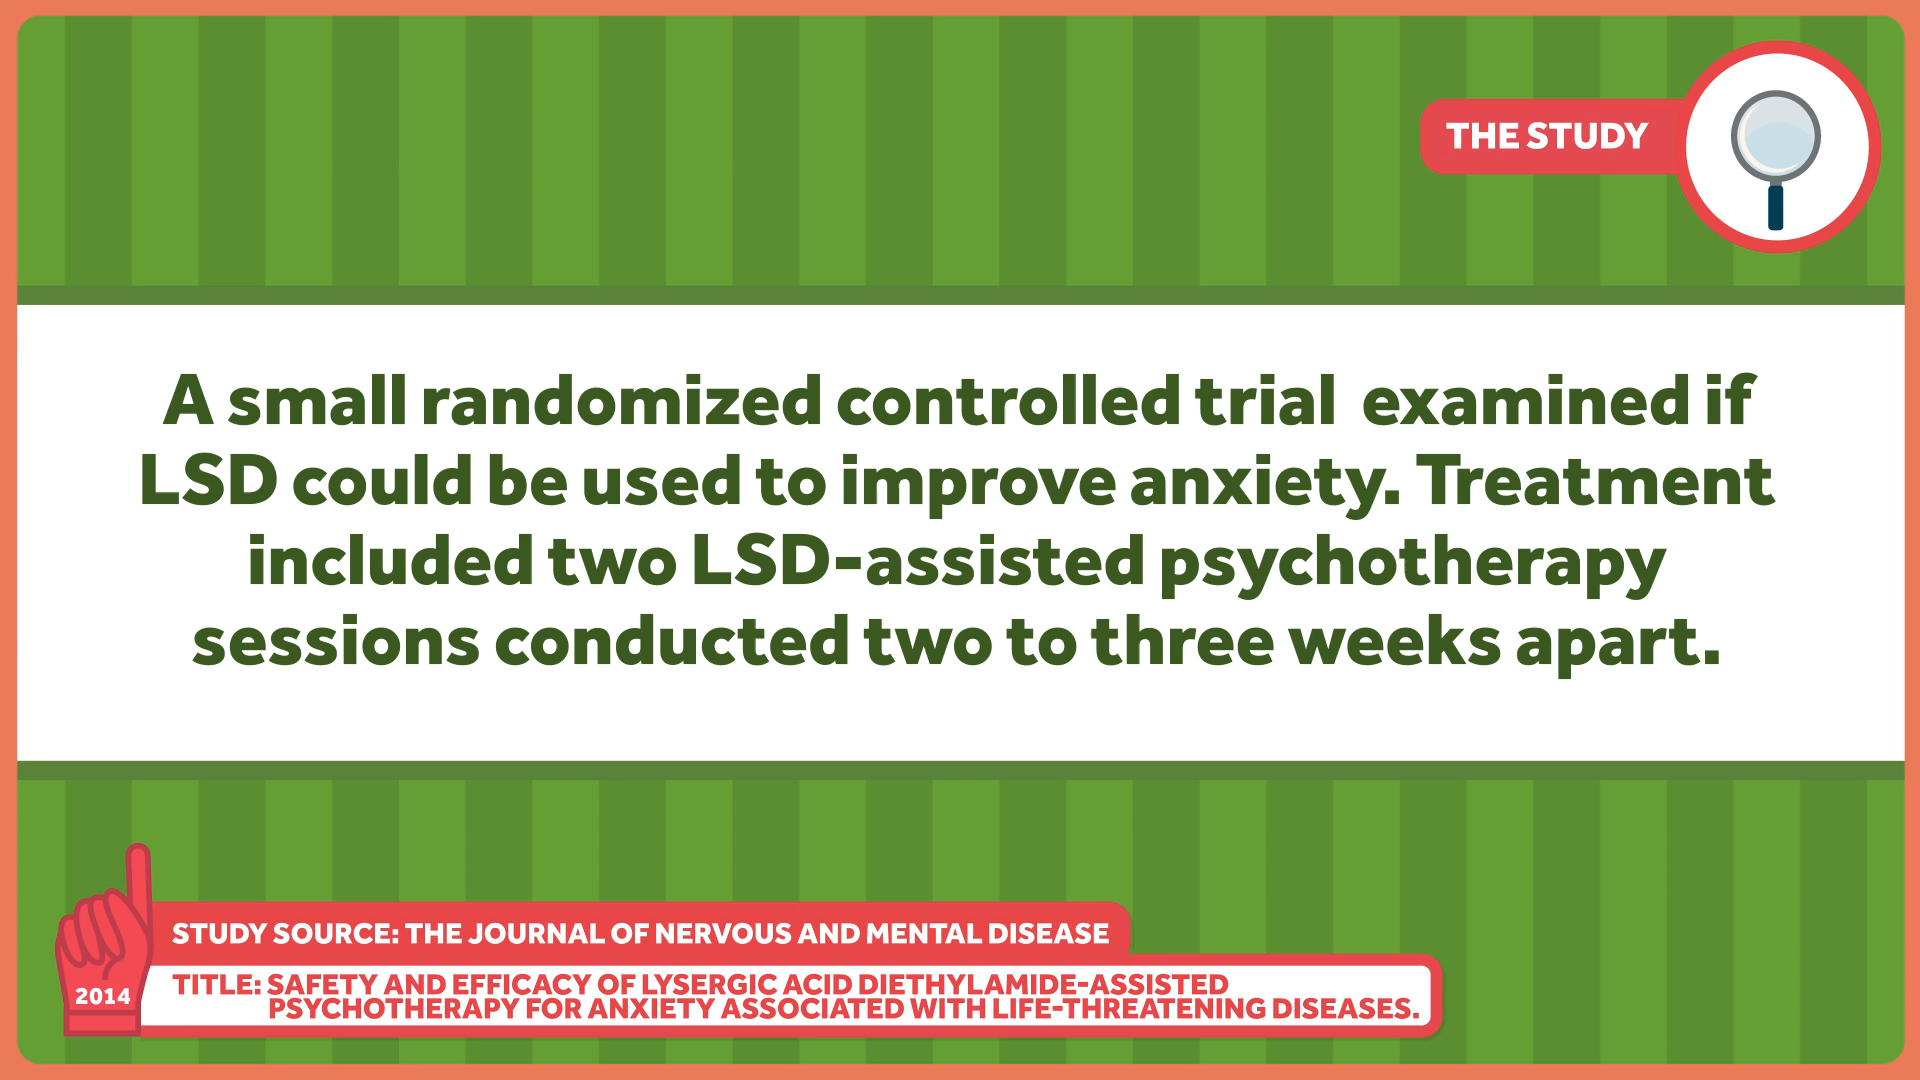 THE STUDY
A small randomized controlled trial examined if
LSD could be used to improve anxiety. Treatment
included two LSD-assisted psychotherapy
sessions conducted two to three weeks apart.
STUDY SOURCE: THE JOURNAL OF NERVOUS AND MENTAL DISEASE
TITLE: SAFETY AND EFFICACY OF LYSERGIC ACID DIETHYLAMIDE-ASSISTED
PSYCHOTHERAPY FOR ANXIETY ASSOCIATED WITH LIFE-THREATENING DISEASES.
2014